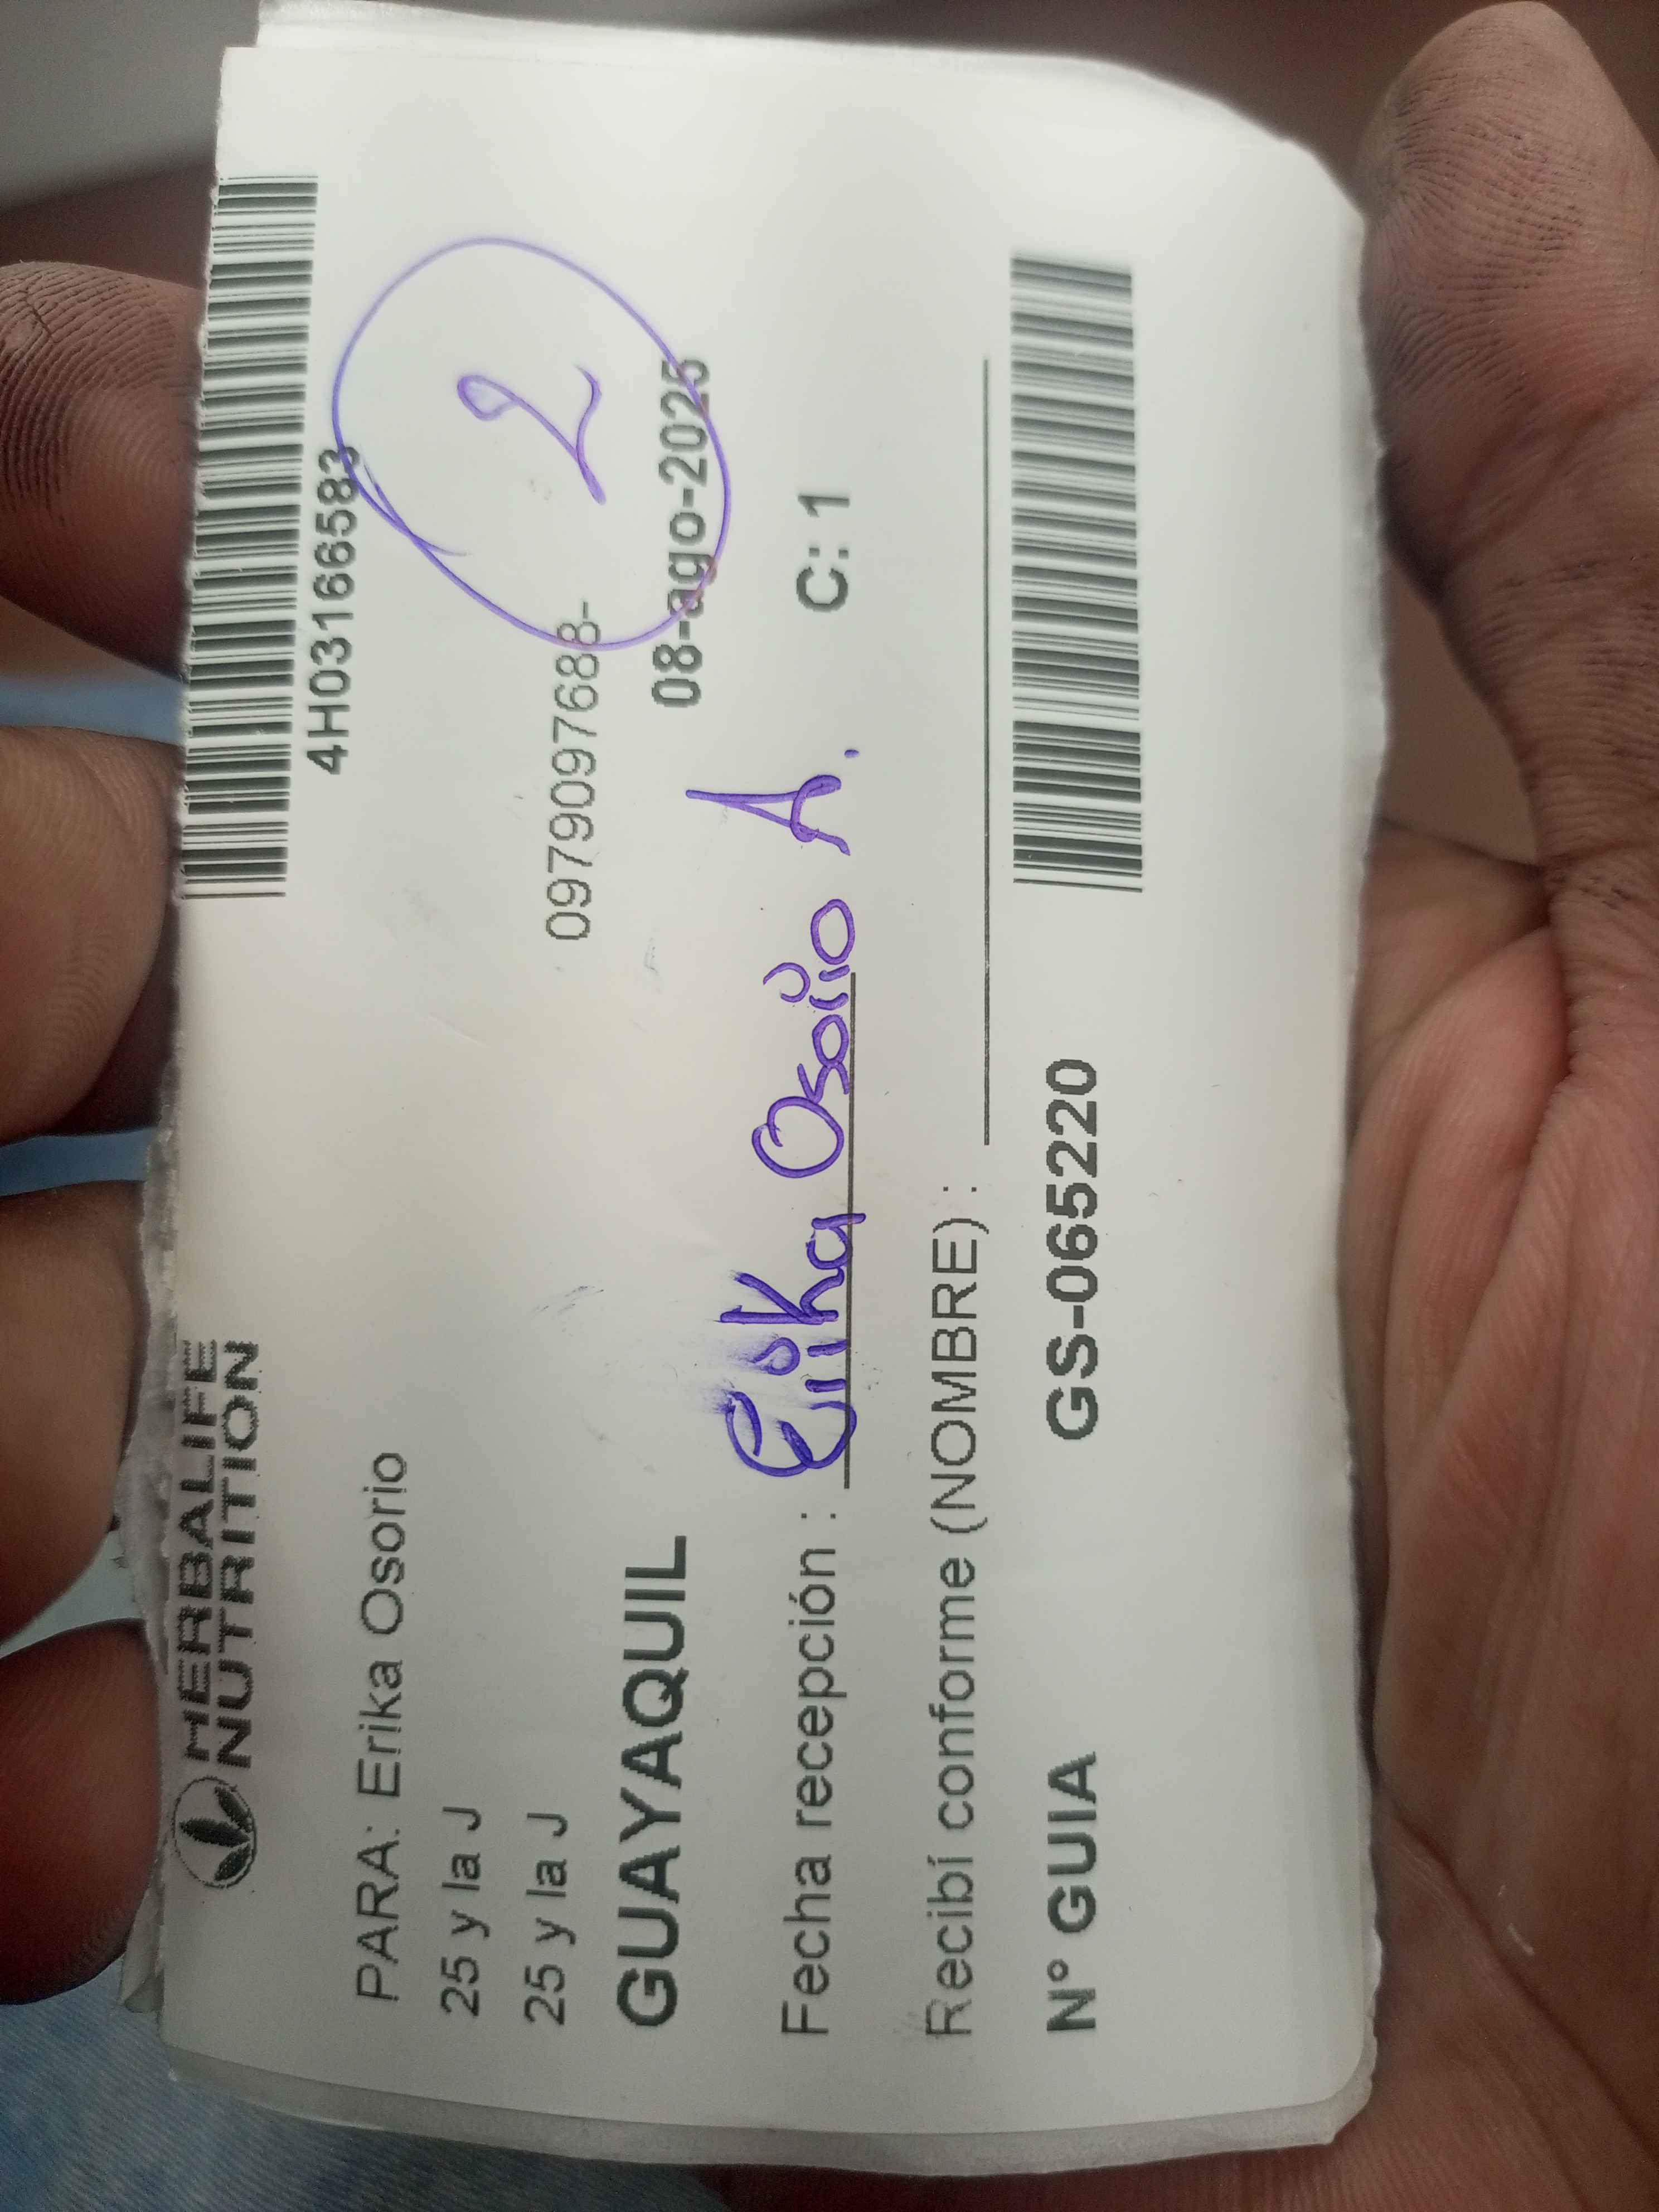 HERBALIFE
NUTRITION
4H03166583
PARA: Erika Osorio
25 y la J
2
25 y la J
0979097688-
GUAYAQUIL
08-ago-2025
Erika Osorio A.
Fecha recepción :
C: 1
Recibí conforme (NOMBRE) :
N° GUIA GS-065220